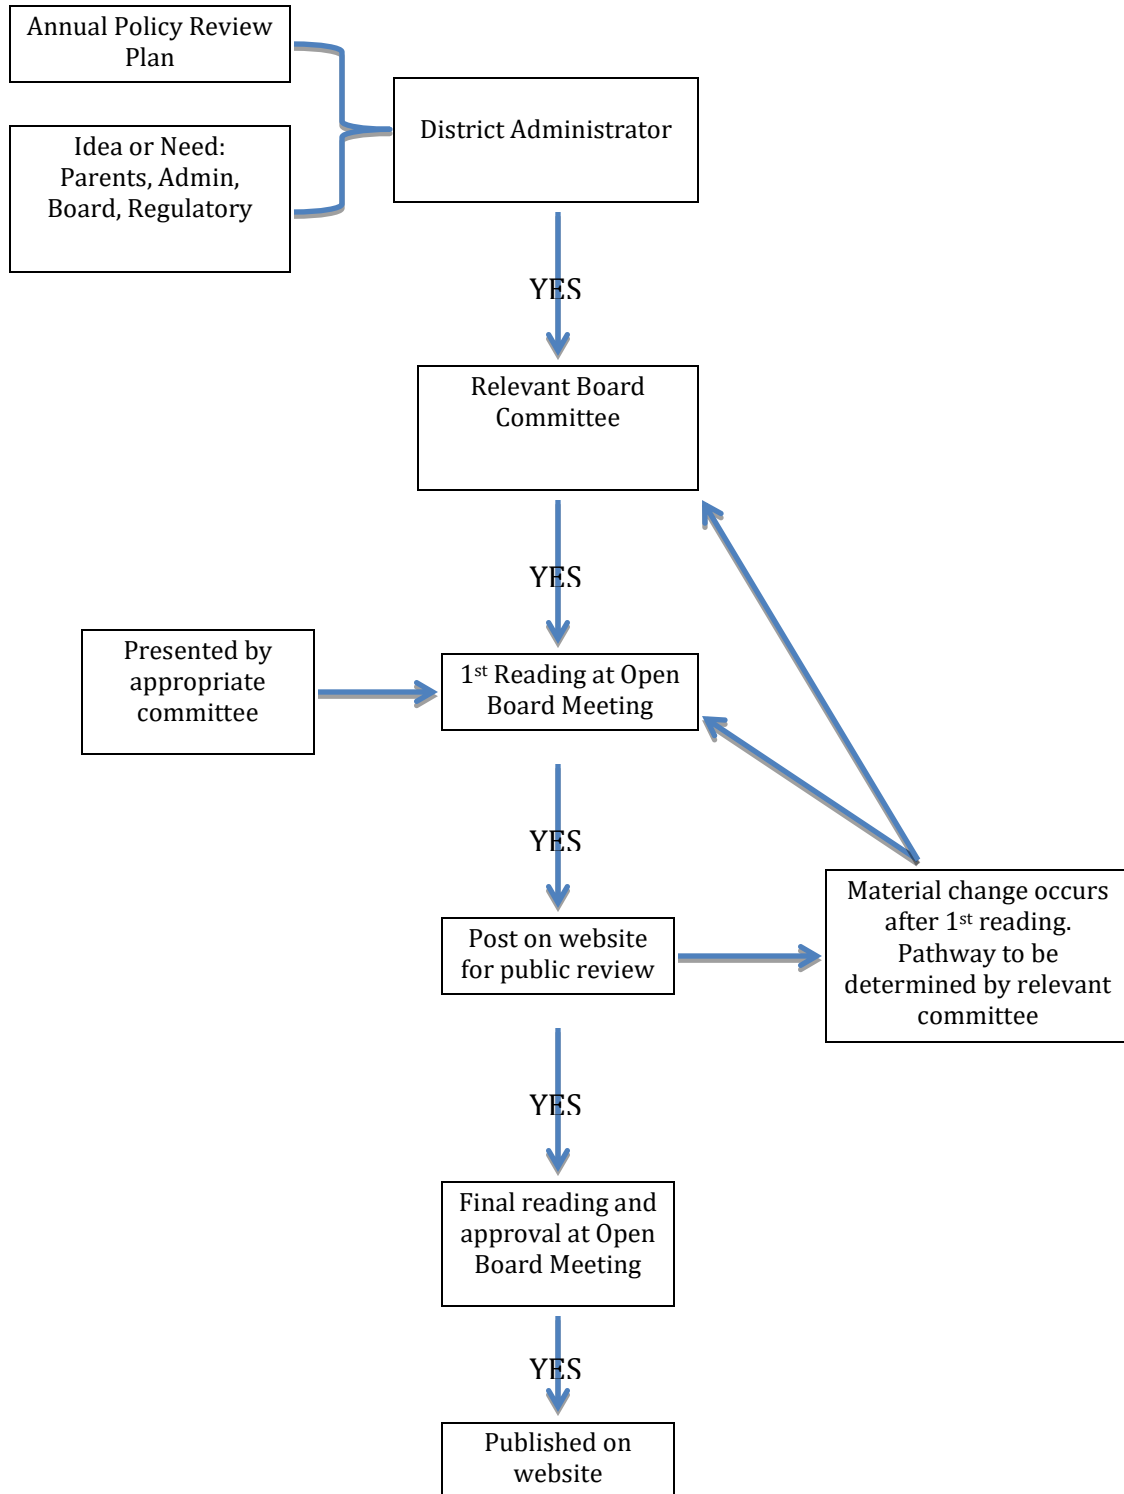 Annual Policy Review
Plan
District Administrator
Idea or Need:
Parents, Admin,
Board, Regulatory
YES
Relevant Board
Committee
YES
Presented by
appropriate
committee
1st Reading at Open
Board Meeting
YES
Material change occurs
after 1st reading.
Pathway to be
determined by relevant
committee
Post on website
for public review
YES
Final reading and
approval at Open
Board Meeting
YES
Published on
website